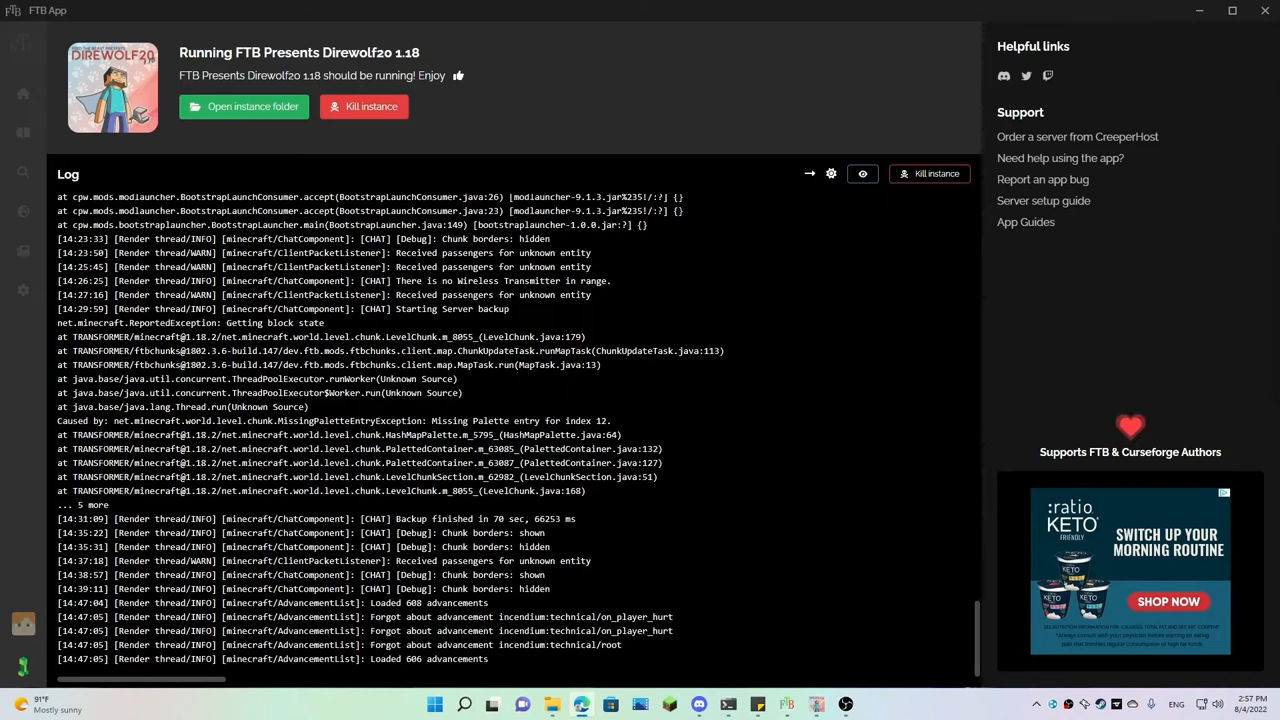 FTB App
Running FTB Presents Direwolf20 1.18
FTB Presents Direwolf20 1.18 should be running! Enjoy
Open instance folder
Kill instance
DIREWOLF20
Log
Kill instance
at cpw.mods.modlauncher.BootstrapLaunchConsumer.accept(BootstrapLaunchConsumer.java:26) [modlauncher-9.1.3.jar%235!/:?] {}
at cpw.mods.modlauncher.BootstrapLaunchConsumer.accept(BootstrapLaunchConsumer.java:23) [modlauncher-9.1.3.jar%235!/:?] {}
at cpw.mods.bootstraplauncher.BootstrapLauncher.main(BootstrapLauncher.java:149) [bootstraplauncher-1.0.0.jar:?] {}
[14:23:33] [Render thread/INFO] [minecraft/ChatComponent]: [CHAT] [Debug]: Chunk borders: hidden
[14:23:50] [Render thread/WARN] [minecraft/ClientPacketListener]: Received passengers for unknown entity
[14:25:45] [Render thread/WARN] [minecraft/ClientPacketListener]: Received passengers for unknown entity
[14:26:25] [Render thread/INFO] [minecraft/ChatComponent]: [CHAT] There is no Wireless Transmitter in range.
[14:27:16] [Render thread/WARN] [minecraft/ClientPacketListener]: Received passengers for unknown entity
[14:29:59] [Render thread/INFO] [minecraft/ChatComponent]: [CHAT] Starting Server backup
net.minecraft.ReportedException: Getting block state
at TRANSFORMER/minecraft@1.18.2/net.minecraft.world.level.chunk.LevelChunk.m_8055_(LevelChunk.java:179)
at TRANSFORMER/ftbchunks@1802.3.6-build.147/dev.ftb.mods.ftbchunks.client.map.ChunkUpdateTask.runMapTask(ChunkUpdateTask.java:113)
at TRANSFORMER/ftbchunks@1802.3.6-build.147/dev.ftb.mods.ftbchunks.client.map.MapTask.run(MapTask.java:13)
at java.base/java.util.concurrent.ThreadPoolExecutor.runWorker(Unknown Source)
at java.base/java.util.concurrent.ThreadPoolExecutor$Worker.run(Unknown Source)
at java.base/java.lang.Thread.run(Unknown Source)
Caused by: net.minecraft.world.level.chunk.MissingPaletteEntryException: Missing Palette entry for index 12.
at TRANSFORMER/minecraft@1.18.2/net.minecraft.world.level.chunk.HashMapPalette.m_5795_(HashMapPalette.java:64)
at TRANSFORMER/minecraft@1.18.2/net.minecraft.world.level.chunk.PalettedContainer.m_63085_(PalettedContainer.java:132)
at TRANSFORMER/minecraft@1.18.2/net.minecraft.world.level.chunk.PalettedContainer.m_63087_(PalettedContainer.java:127)
at TRANSFORMER/minecraft@1.18.2/net.minecraft.world.level.chunk.LevelChunkSection.m_62982_(LevelChunkSection.java:51)
at TRANSFORMER/minecraft@1.18.2/net.minecraft.world.level.chunk.LevelChunk.m_8055_(LevelChunk.java:168)
... 5 more
[14:31:09] [Render thread/INFO] [minecraft/ChatComponent]: [CHAT] Backup finished in 70 sec, 66253 ms
[14:35:22] [Render thread/INFO] [minecraft/ChatComponent]: [CHAT] [Debug]: Chunk borders: shown
[14:35:31] [Render thread/INFO] [minecraft/ChatComponent]: [CHAT] [Debug]: Chunk borders: hidden
[14:37:18] [Render thread/WARN] [minecraft/ClientPacketListener]: Received passengers for unknown entity
[14:38:57] [Render thread/INFO] [minecraft/ChatComponent]: [CHAT] [Debug]: Chunk borders: shown
[14:39:11] [Render thread/INFO] [minecraft/ChatComponent]: [CHAT] [Debug]: Chunk borders: hidden
[14:47:04] [Render thread/INFO] [minecraft/AdvancementList]: Loaded 608 advancements
[14:47:05] [Render thread/INFO] [minecraft/AdvancementList]: Forgot about advancement incendium:technical/on_player_hurt
[14:47:05] [Render thread/INFO] [minecraft/AdvancementList]: Forgot about advancement incendium:technical/on_player_hurt
[14:47:05] [Render thread/INFO] [minecraft/AdvancementList]: Forgot about advancement incendium:technical/root
[14:47:05] [Render thread/INFO] [minecraft/AdvancementList]: Loaded 606 advancements
Helpful links
Support
Order a server from CreeperHost
Need help using the app?
Report an app bug
Server setup guide
App Guides
Supports FTB & Curseforge Authors
:ratio
KETO
FRIENDLY
SWITCH UP YOUR
MORNING ROUTINE
SHOP NOW
91°F
Mostly sunny
2:57 PM
8/4/2022